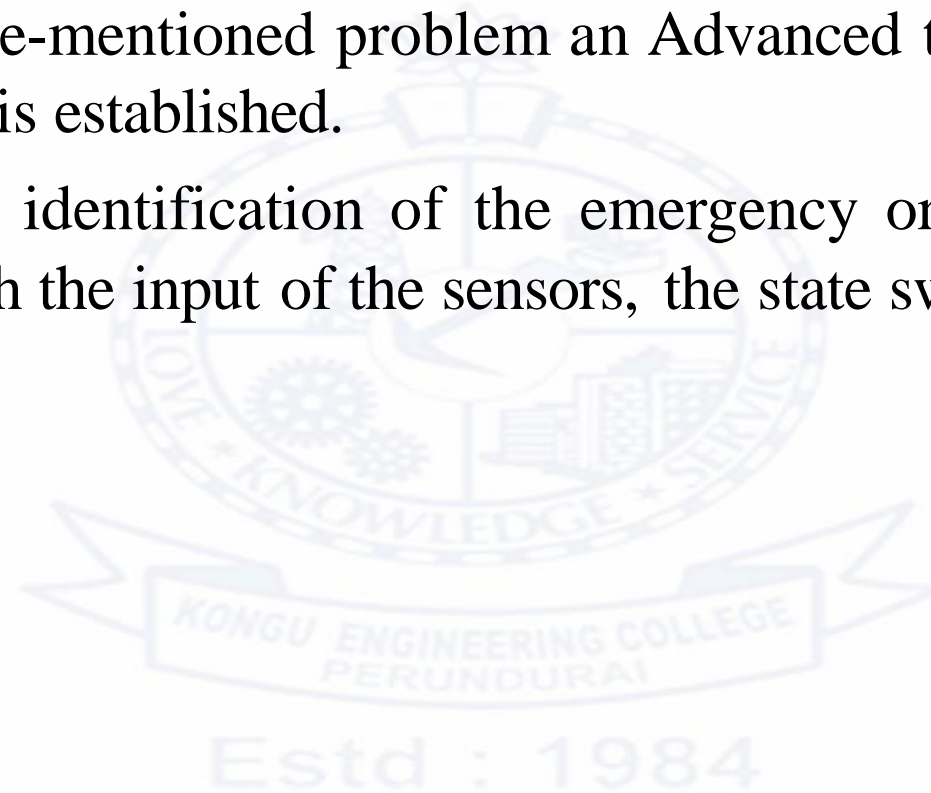 e-mentioned problem an Advanced t
is established.
identification of the emergency or
h the input of the sensors, the state sw
LOVE * KNOWLEDGE * SERVICE
KONGU ENGINEERING COLLEGE
PERUNDURAI
Estd : 1984